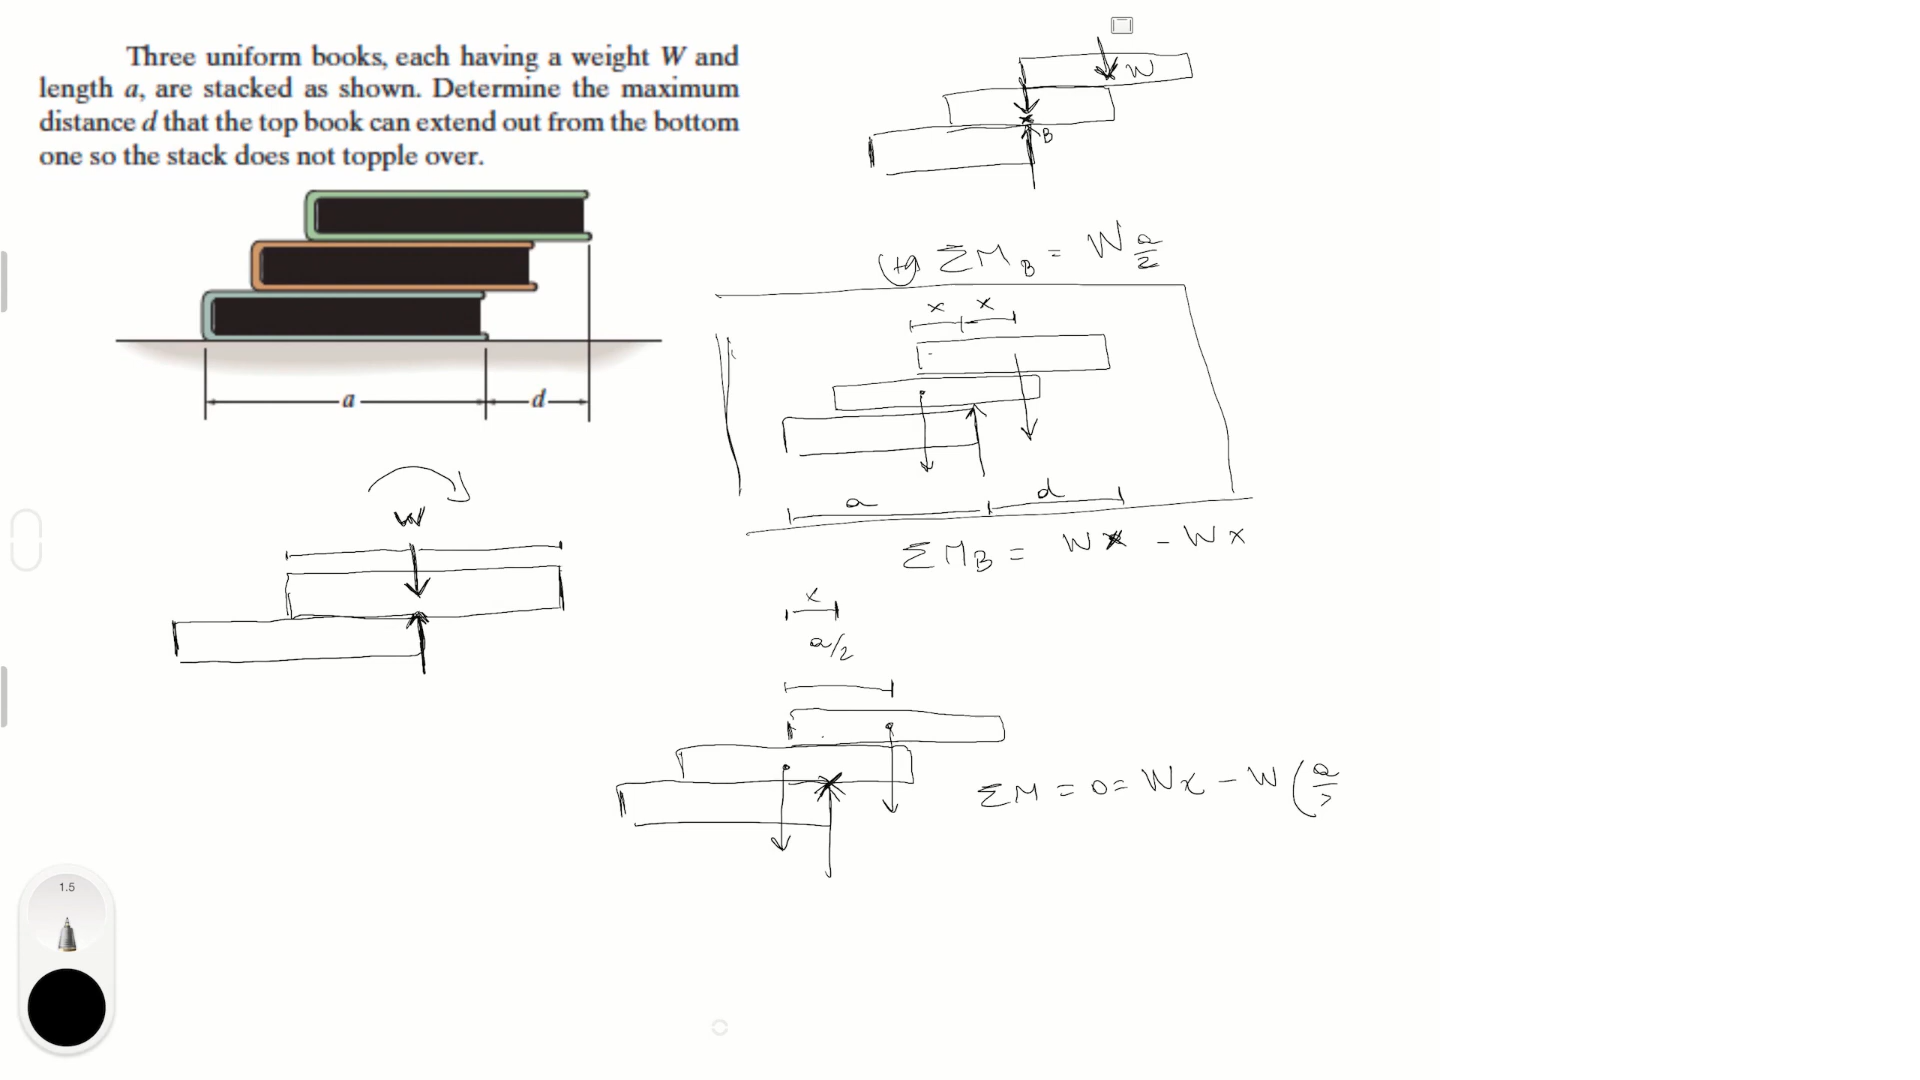 Three uniform books, each having a weight W and
length a, are stacked as shown. Determine the maximum
distance d that the top book can extend out from the bottom
one so the stack does not topple over.
a
d
W
W
B
ΣM_B = W a/2
x x
a
d
ΣM_B = Wx - Wx
x
a/2
ΣM = 0 = Wx - W (a/2
1.5